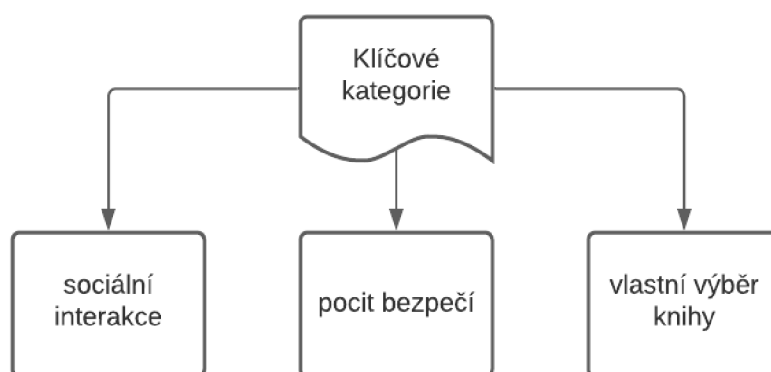 Klíčové
kategorie
sociální
interakce
pocit bezpečí
vlastní výběr
knihy